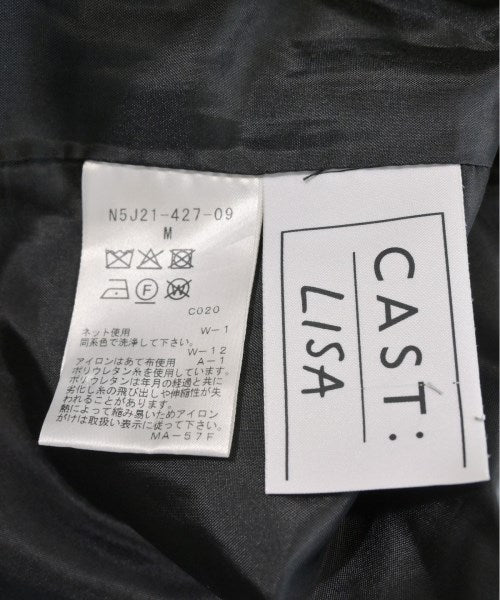 N5J21-427-09
M
C020
ネット使用 W-1
同系色で洗浄して下さい。
W-12
アイロンはあて布使用 A-1
ポリウレタン糸を使用しています。
ポリウレタンは年月の経過と共に
劣化し糸の飛び出しや伸縮性が失
われることがあります。
熱によって縮み易いためアイロン
がけは取扱い表示に従って下さい。
MA-57F
CAST:
LISA